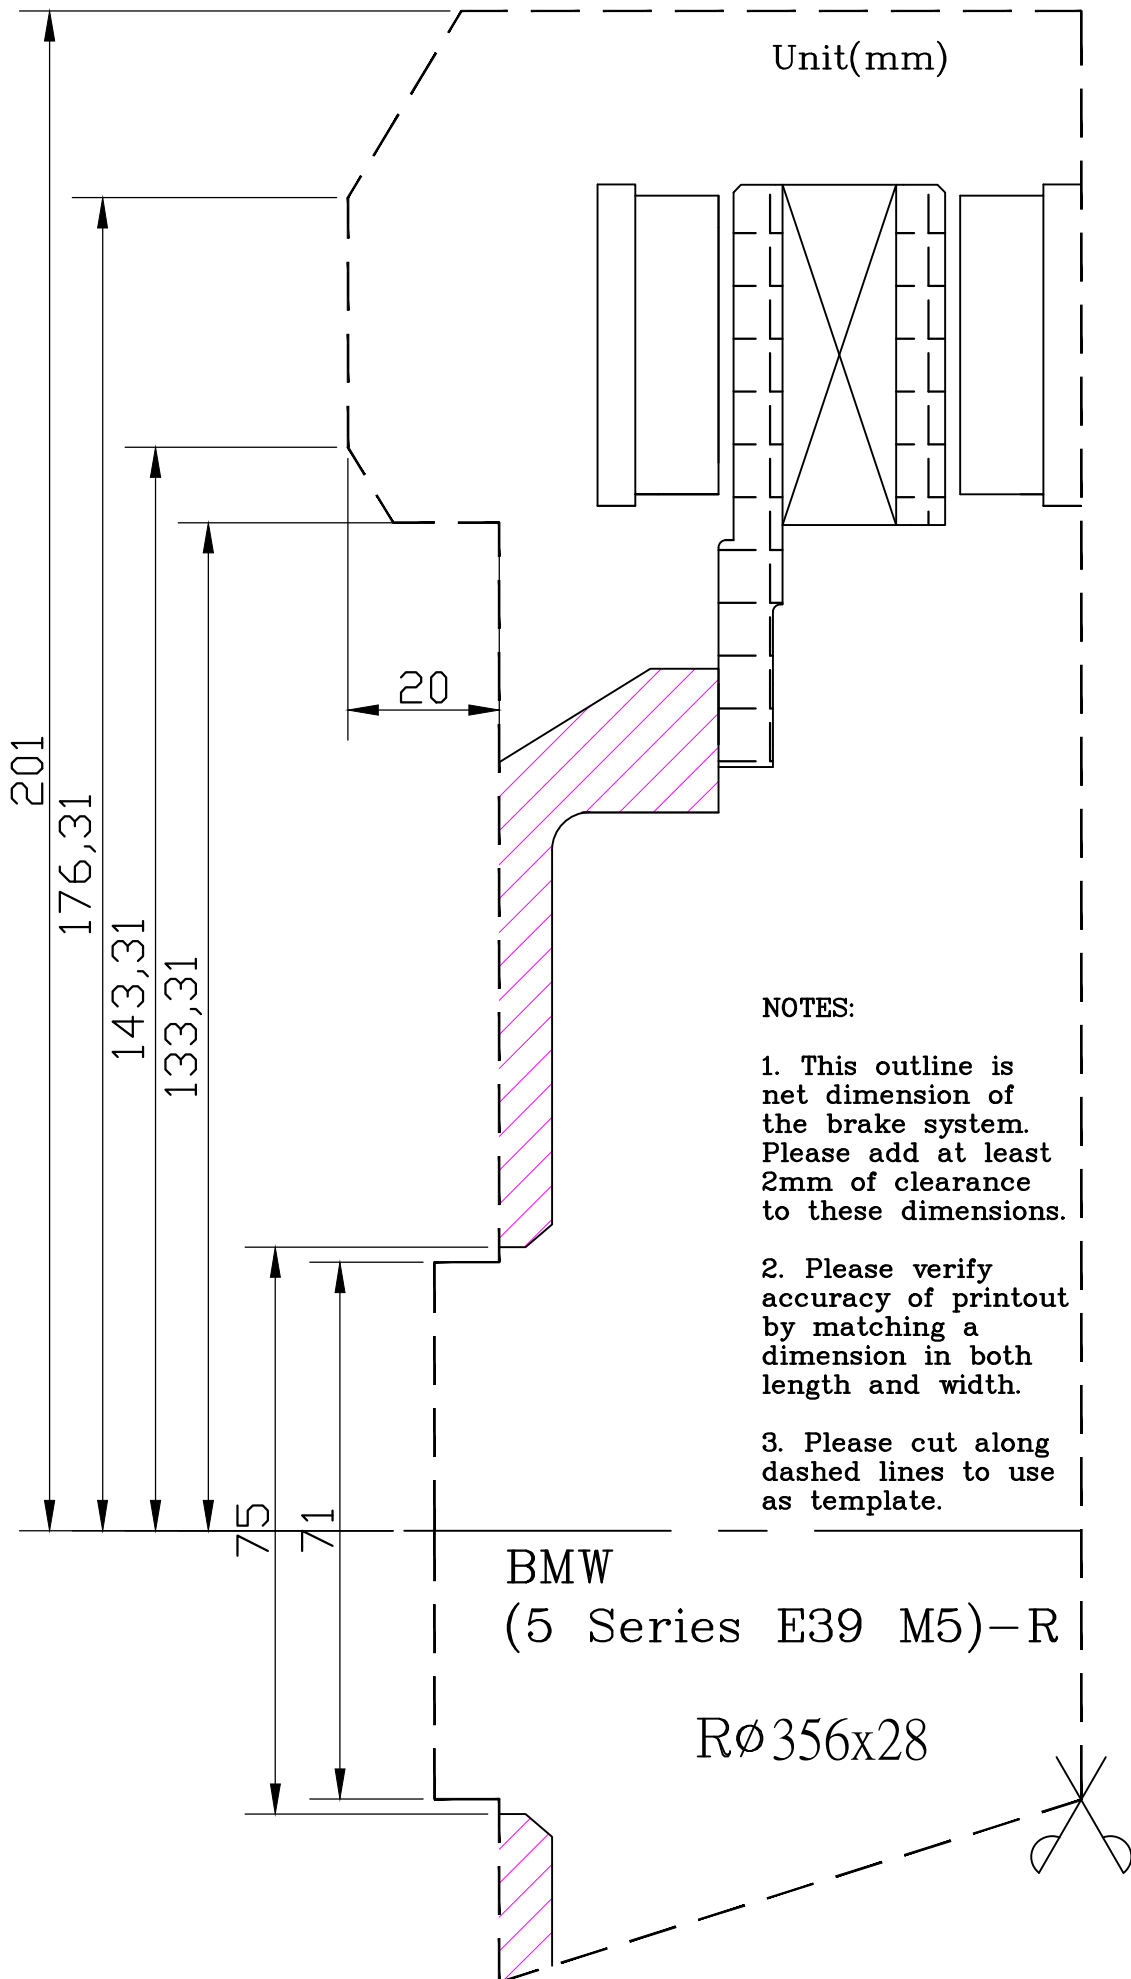 Unit(mm)
20
201
176,31
143,31
133,31
NOTES:
1. This outline is
net dimension of
the brake system.
Please add at least
2mm of clearance
to these dimensions.
2. Please verify
accuracy of printout
by matching a
dimension in both
length and width.
3. Please cut along
dashed lines to use
as template.
75
71
BMW
(5 Series E39 M5)-R
RØ356x28